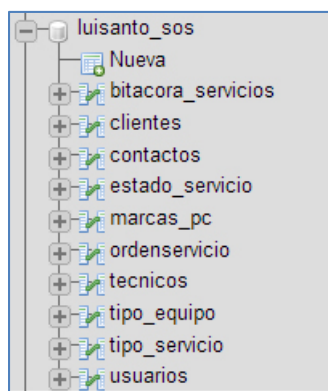 luisanto_sos
Nueva
bitacora_servicios
clientes
contactos
estado_servicio
marcas_pc
ordenservicio
tecnicos
tipo_equipo
tipo_servicio
usuarios